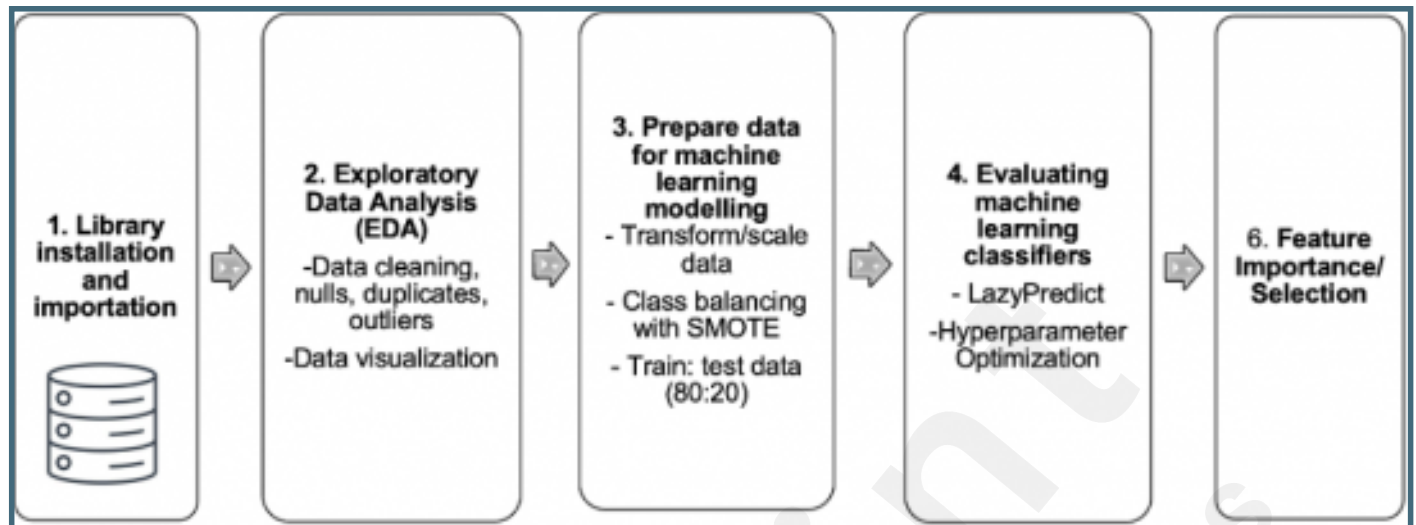 1. Library
installation
and
importation
2. Exploratory
Data Analysis
(EDA)
-Data cleaning,
nulls, duplicates,
outliers
-Data visualization
3. Prepare data
for machine
learning
modelling
- Transform/scale
data
- Class balancing
with SMOTE
- Train: test data
(80:20)
4. Evaluating
machine
learning
classifiers
- LazyPredict
-Hyperparameter
Optimization
6. Feature
Importance/
Selection